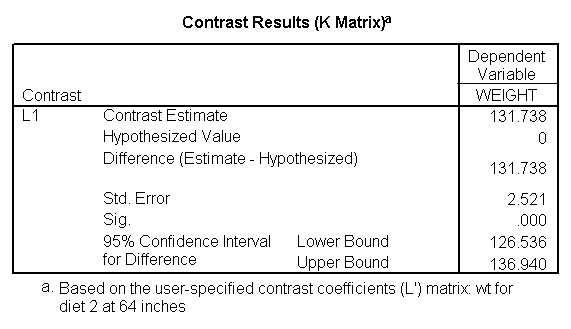 Contrast Results (K Matrix)a
Dependent
Variable
Contrast WEIGHT
L1 Contrast Estimate 131.738
Hypothesized Value 0
Difference (Estimate - Hypothesized) 131.738
Std. Error 2.521
Sig. .000
95% Confidence Interval Lower Bound 126.536
for Difference Upper Bound 136.940
a. Based on the user-specified contrast coefficients (L') matrix: wt for
diet 2 at 64 inches